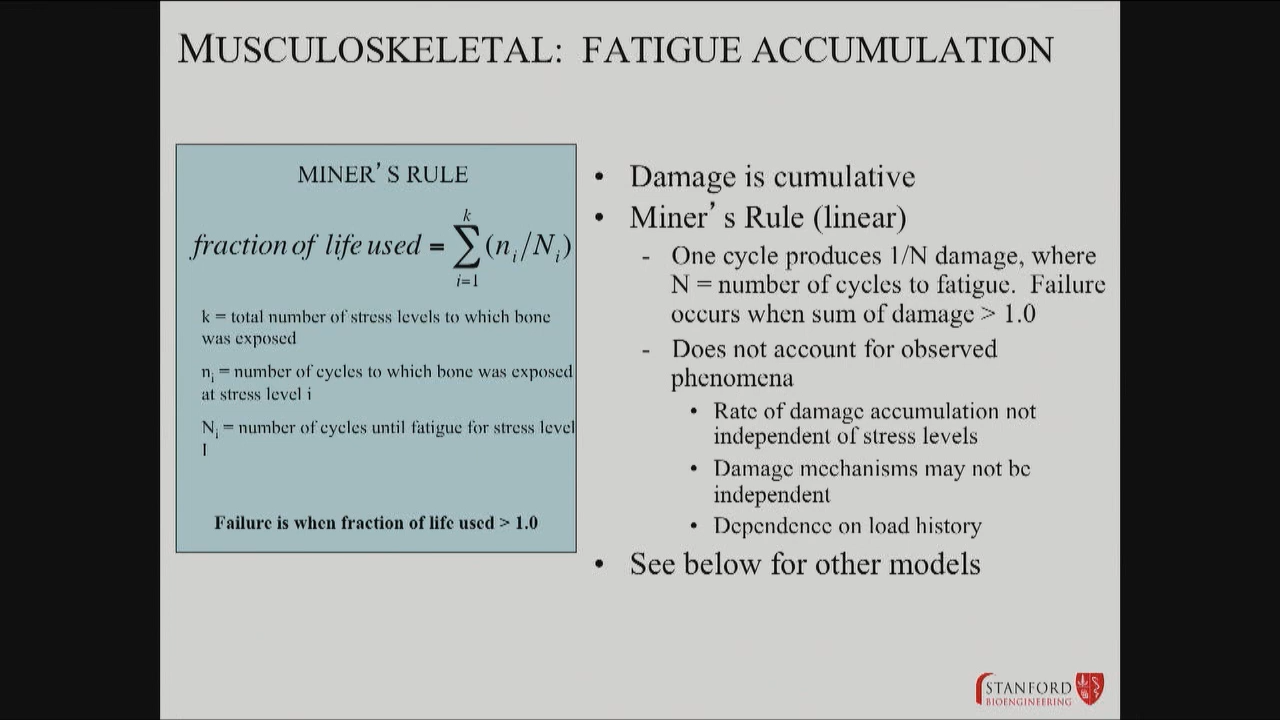 MUSCULOSKELETAL: FATIGUE ACCUMULATION
MINER'S RULE
fraction of life used = k∑i=1 (ni/Ni)
k = total number of stress levels to which bone
was exposed
ni = number of cycles to which bone was exposed
at stress level i
Ni = number of cycles until fatigue for stress level
I
Failure is when fraction of life used > 1.0
• Damage is cumulative
• Miner's Rule (linear)
- One cycle produces 1/N damage, where
N = number of cycles to fatigue. Failure
occurs when sum of damage > 1.0
- Does not account for observed
phenomena
• Rate of damage accumulation not
independent of stress levels
• Damage mechanisms may not be
independent
• Dependence on load history
• See below for other models
STANFORD
BIOENGINEERING